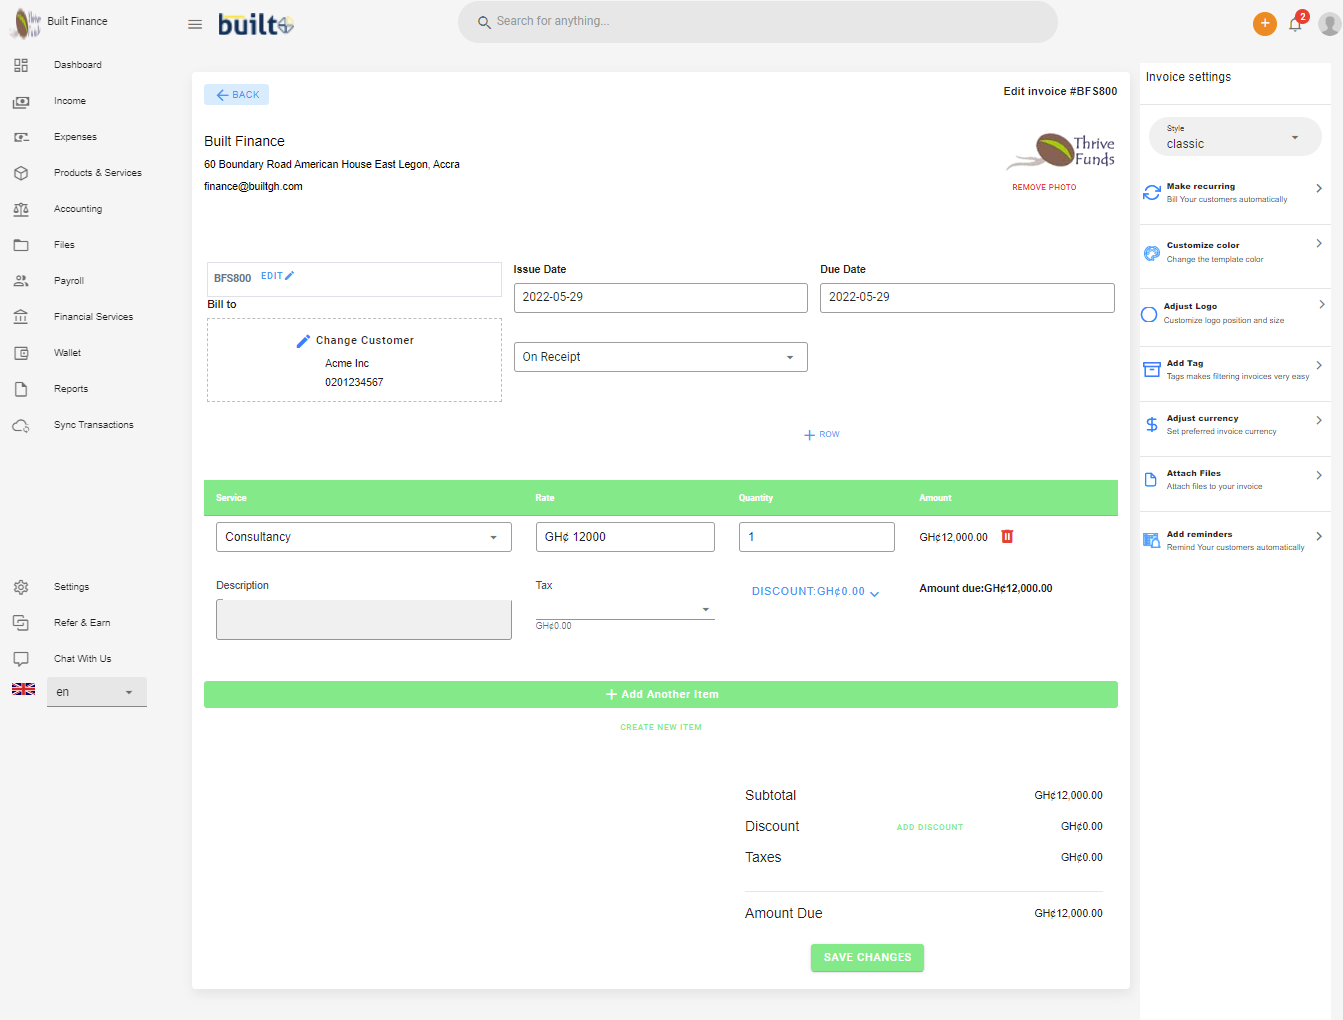 Built Finance
built
Search for anything...
+
2
Dashboard
Income
Expenses
Products & Services
Accounting
Files
Payroll
Financial Services
Wallet
Reports
Sync Transactions
Settings
Refer & Earn
Chat With Us
en
BACK
Edit invoice #BFS800
Built Finance
60 Boundary Road American House East Legon, Accra
finance@builtgh.com
Thrive
Funds
REMOVE PHOTO
BFS800 EDIT
Bill to
Change Customer
Acme Inc
0201234567
Issue Date
2022-05-29
Due Date
2022-05-29
On Receipt
+ ROW
Service Rate Quantity Amount
Consultancy GH¢ 12000 1 GH¢12,000.00
Description Tax DISCOUNT:GH¢0.00 Amount due:GH¢12,000.00
GH¢0.00
+ Add Another Item
CREATE NEW ITEM
Subtotal GH¢12,000.00
Discount ADD DISCOUNT GH¢0.00
Taxes GH¢0.00
Amount Due GH¢12,000.00
SAVE CHANGES
Invoice settings
Style
classic
Make recurring
Bill Your customers automatically
Customize color
Change the template color
Adjust Logo
Customize logo position and size
Add Tag
Tags makes filtering invoices very easy
Adjust currency
Set preferred invoice currency
Attach Files
Attach files to your invoice
Add reminders
Remind Your customers automatically